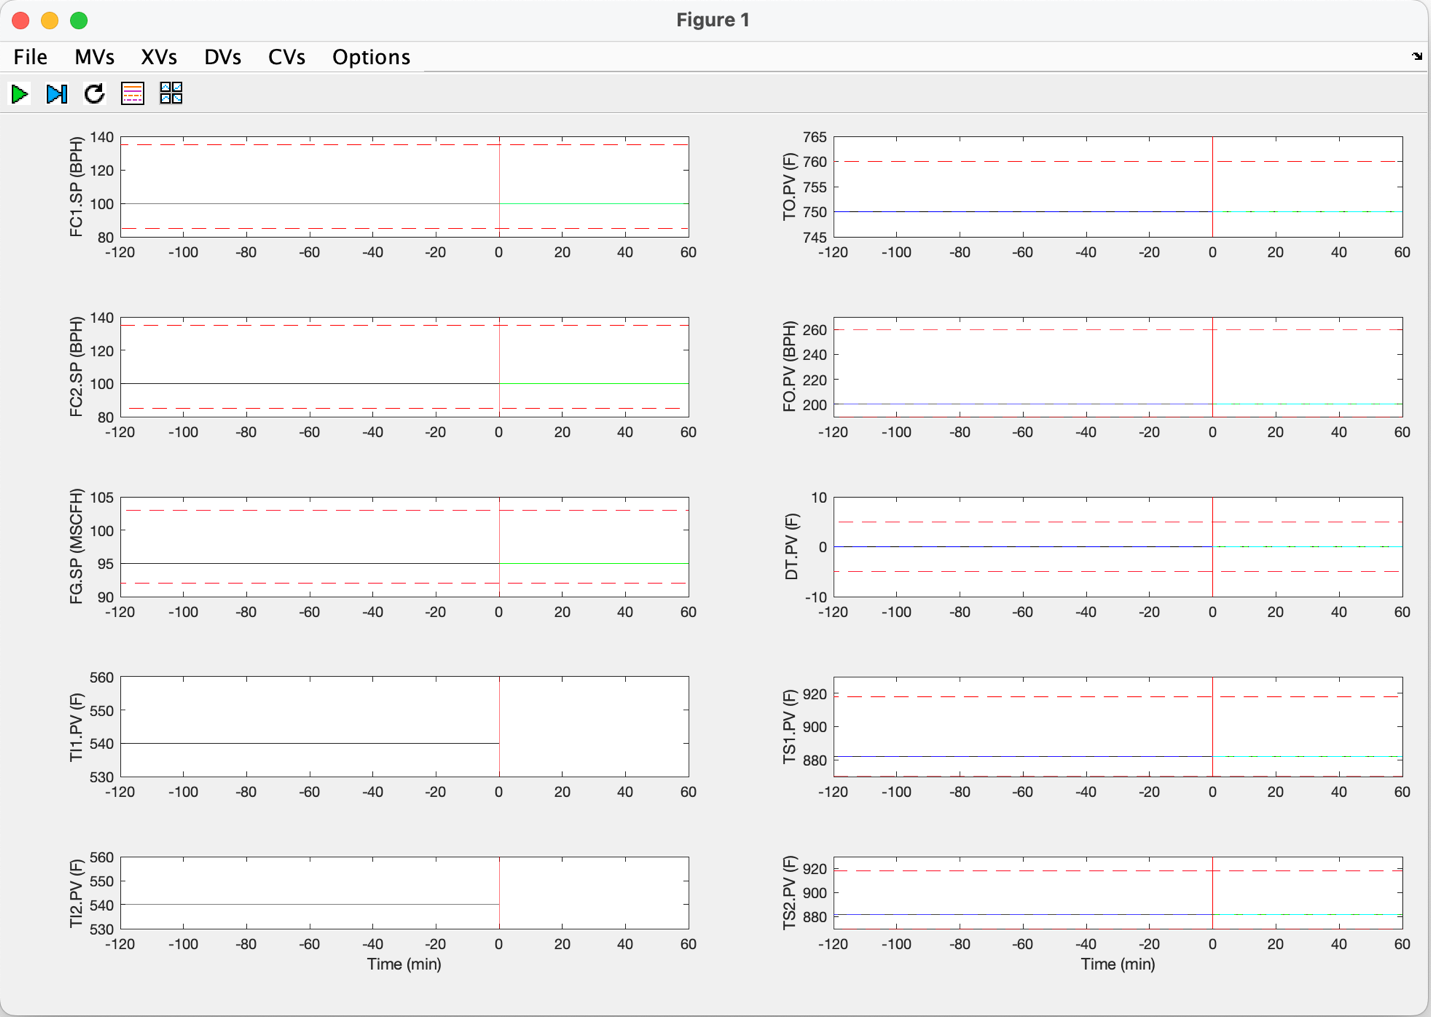 Figure 1
File MVs XVs DVs CVs Options
FC1.SP (BPH)
140
120
100
80
-120 -100 -80 -60 -40 -20 0 20 40 60
TO.PV (F)
765
760
755
750
745
-120 -100 -80 -60 -40 -20 0 20 40 60
FC2.SP (BPH)
140
120
100
80
-120 -100 -80 -60 -40 -20 0 20 40 60
FO.PV (BPH)
260
240
220
200
-120 -100 -80 -60 -40 -20 0 20 40 60
FG.SP (MSCFH)
105
100
95
90
-120 -100 -80 -60 -40 -20 0 20 40 60
DT.PV (F)
10
0
-10
-120 -100 -80 -60 -40 -20 0 20 40 60
TI1.PV (F)
560
550
540
530
-120 -100 -80 -60 -40 -20 0 20 40 60
TS1.PV (F)
920
900
880
-120 -100 -80 -60 -40 -20 0 20 40 60
TI2.PV (F)
560
550
540
530
-120 -100 -80 -60 -40 -20 0 20 40 60
Time (min)
TS2.PV (F)
920
900
880
-120 -100 -80 -60 -40 -20 0 20 40 60
Time (min)